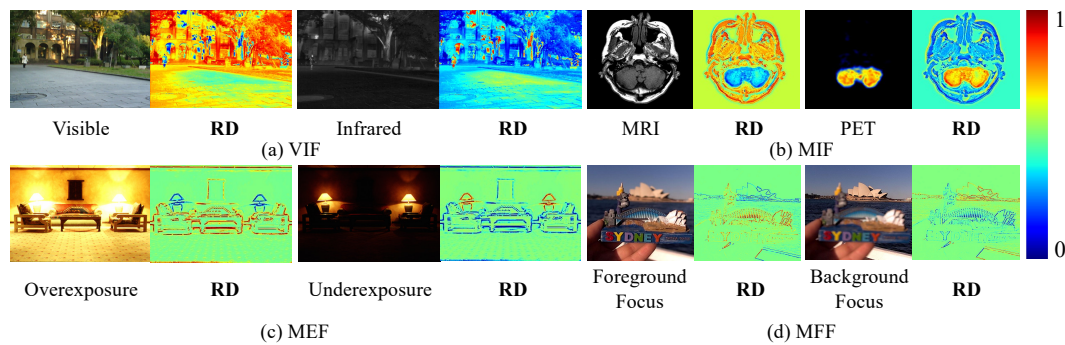 1
Visible RD Infrared RD MRI RD PET RD
(a) VIF (b) MIF
0
SYDNEY SYDNEY
Overexposure RD Underexposure RD Foreground Focus RD Background Focus RD
(c) MEF (d) MFF